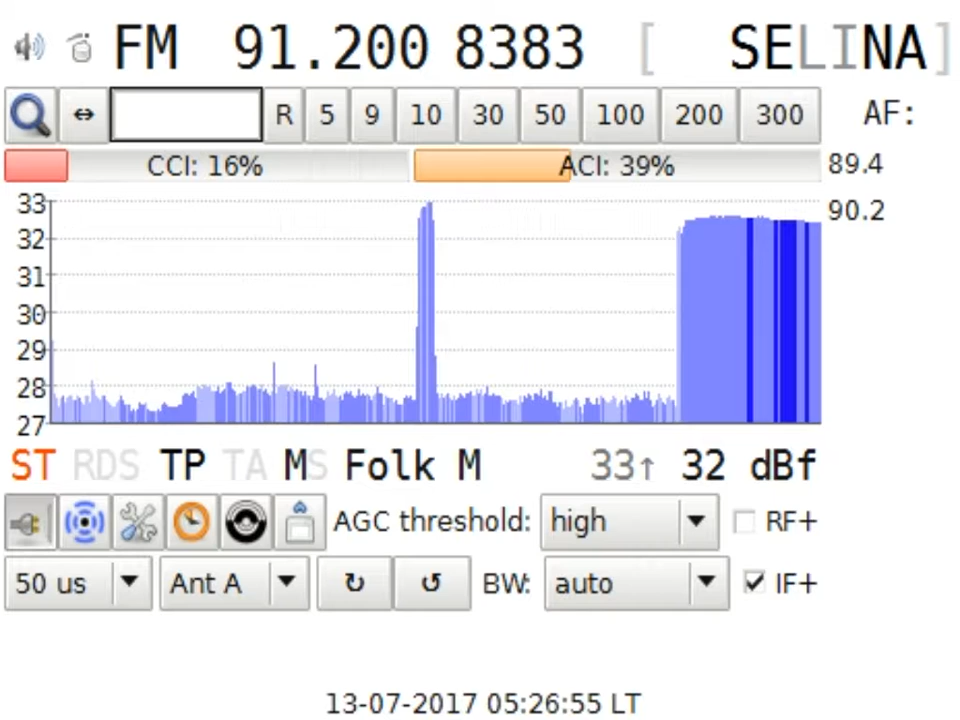 FM 91.200 8383 [ SELINA ]
↔ R 5 9 10 30 50 100 200 300 AF:
CCI: 16% ACI: 39% 89.4
33 90.2
32
31
30
29
28
27
ST RDS TP TA MS Folk M 33↑ 32 dBf
AGC threshold: high RF+
50 us Ant A ↻ ↺ BW: auto IF+
13-07-2017 05:26:55 LT